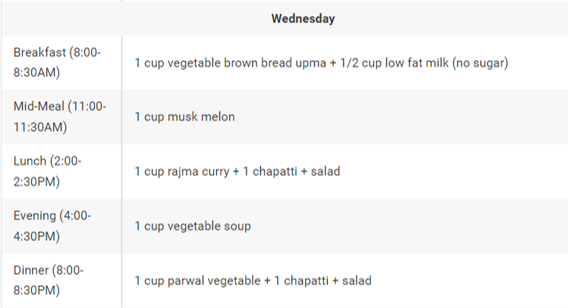 Wednesday
Breakfast (8:00-
8:30AM)
1 cup vegetable brown bread upma + 1/2 cup low fat milk (no sugar)
Mid-Meal (11:00-
11:30AM)
1 cup musk melon
Lunch (2:00-
2:30PM)
1 cup rajma curry + 1 chapatti + salad
Evening (4:00-
4:30PM)
1 cup vegetable soup
Dinner (8:00-
8:30PM)
1 cup parwal vegetable + 1 chapatti + salad